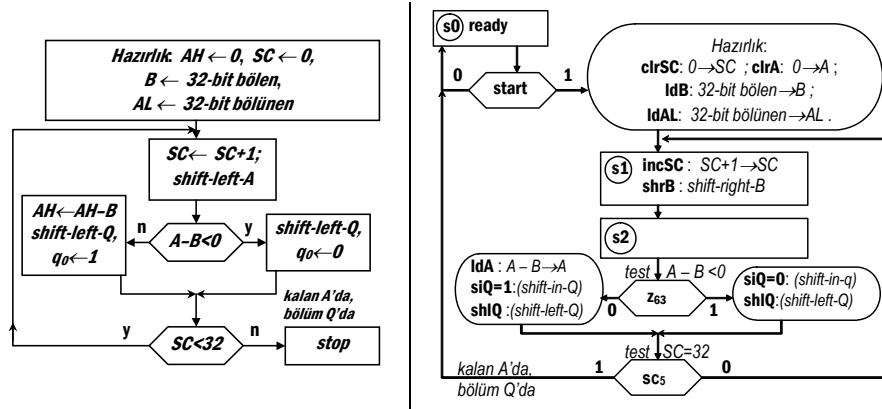 Hazırlık: AH ← 0, SC ← 0,
B ← 32-bit bölen,
AL ← 32-bit bölünen
SC ← SC+1;
shift-left-A
AH←AH–B
shift-left-Q,
q₀←1
n
A–B<0
y
shift-left-Q,
q₀←0
kalan A'da,
bölüm Q'da
y
SC<32
n
stop
s0 ready
0
start
1
Hazırlık:
clrSC: 0→SC ; clrA: 0→A ;
ldB: 32-bit bölen→B ;
ldAL: 32-bit bölünen→AL .
s1 incSC : SC+1→SC
shrB : shift-right-B
s2
ldA : A – B→A
siQ=1:(shift-in-Q)
shlQ :(shift-left-Q)
test A – B <0
0
z₆₃
1
siQ=0: (shift-in-q)
shlQ:(shift-left-Q)
kalan A'da,
bölüm Q'da
1
test SC=32
sc₅
0